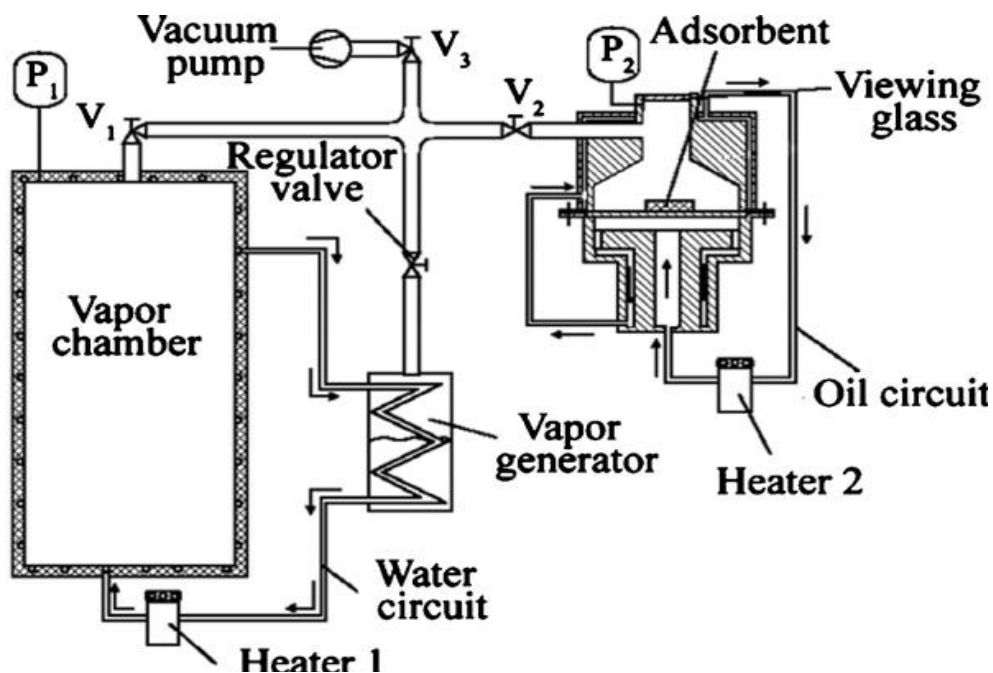 Vacuum
pump
V3
P1
P2
Adsorbent
Viewing
glass
V1
V2
Regulator
valve
Vapor
chamber
Vapor
generator
Oil circuit
Heater 2
Water
circuit
Heater 1